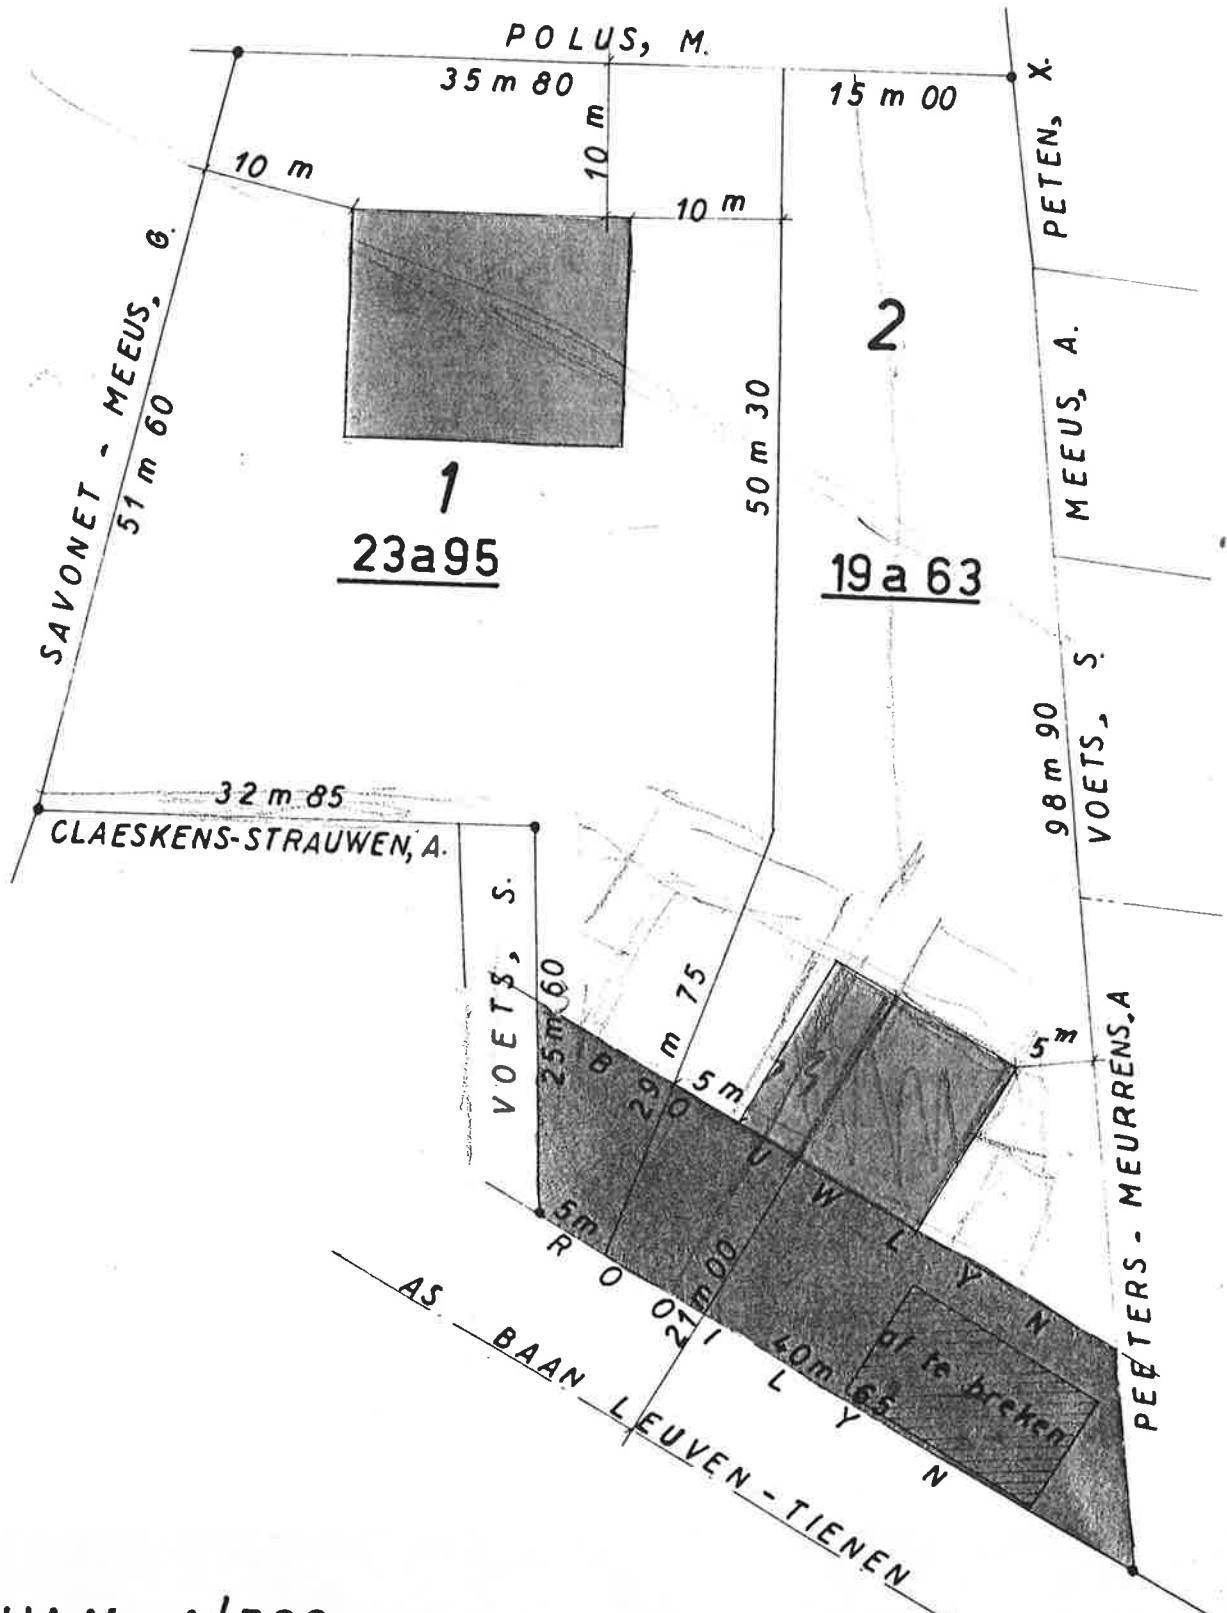 POLUS, M.
35 m 80
15 m 00
PETEN, X.
10 m
10 m
10 m
SAVONET - MEEUS, G.
51 m 60
2
MEEUS, A.
50 m 30
1
23a95
19a 63
98 m 90
VOETS, S.
32 m 85
CLAESKENS-STRAUWEN, A.
VOETS, S.
25 m 60
29 m 75
5 m
5 m
BOUWLYN
PEETERS - MEURRENS, A
5m
ROOILYN
21 m 00
40 m 65
af te breken
AS BAAN LEUVEN - TIENEN